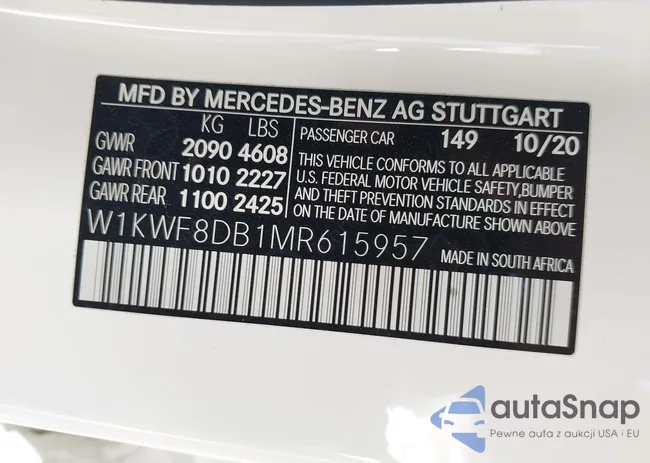 MFD BY MERCEDES-BENZ AG STUTTGART
KG LBS
GVWR 2090 4608
GAWR FRONT 1010 2227
GAWR REAR 1100 2425
PASSENGER CAR 149 10/20
THIS VEHICLE CONFORMS TO ALL APPLICABLE
U.S. FEDERAL MOTOR VEHICLE SAFETY,BUMPER
AND THEFT PREVENTION STANDARDS IN EFFECT
ON THE DATE OF MANUFACTURE SHOWN ABOVE
W1KWF8DB1MR615957
MADE IN SOUTH AFRICA
autaSnap
Pewne auta z aukcji USA i EU